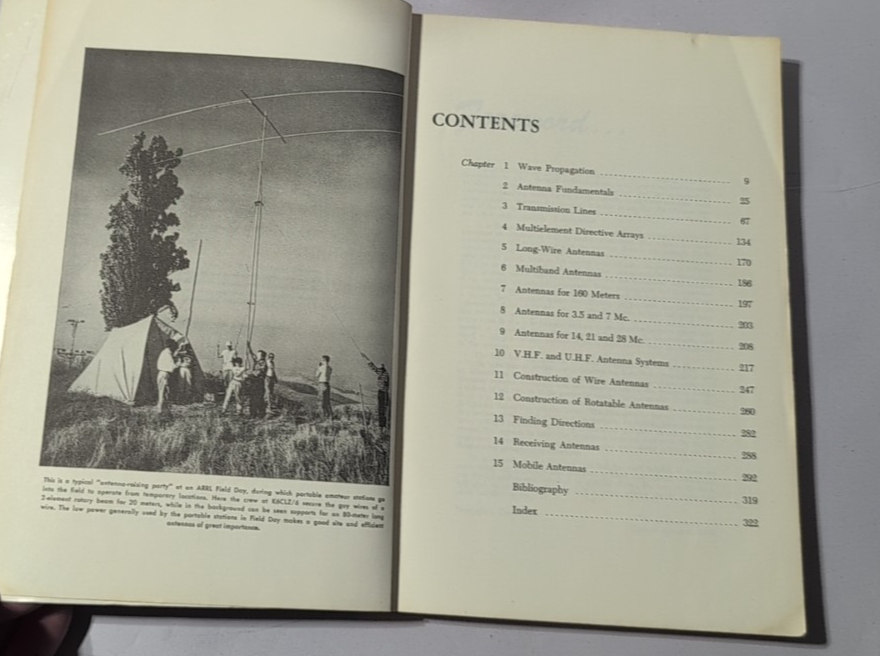 This is a typical "antenna-raising party" at an ARRL Field Day, during which portable amateur stations go
into the field to operate from temporary locations. Here the crew at K6CLZ/6 secure the guy wires of a
2-element rotary beam for 20 meters, while in the background can be seen supports for an 80-meter long
wire. The low power generally used by the portable stations in Field Day makes a good site and efficient
antennas of great importance.
CONTENTS
Chapter 1 Wave Propagation 9
2 Antenna Fundamentals 25
3 Transmission Lines 67
4 Multielement Directive Arrays 134
5 Long-Wire Antennas 170
6 Multiband Antennas 186
7 Antennas for 160 Meters 197
8 Antennas for 3.5 and 7 Mc. 203
9 Antennas for 14, 21 and 28 Mc. 208
10 V.H.F. and U.H.F. Antenna Systems 217
11 Construction of Wire Antennas 247
12 Construction of Rotatable Antennas 260
13 Finding Directions 282
14 Receiving Antennas 288
15 Mobile Antennas 292
Bibliography 319
Index 322